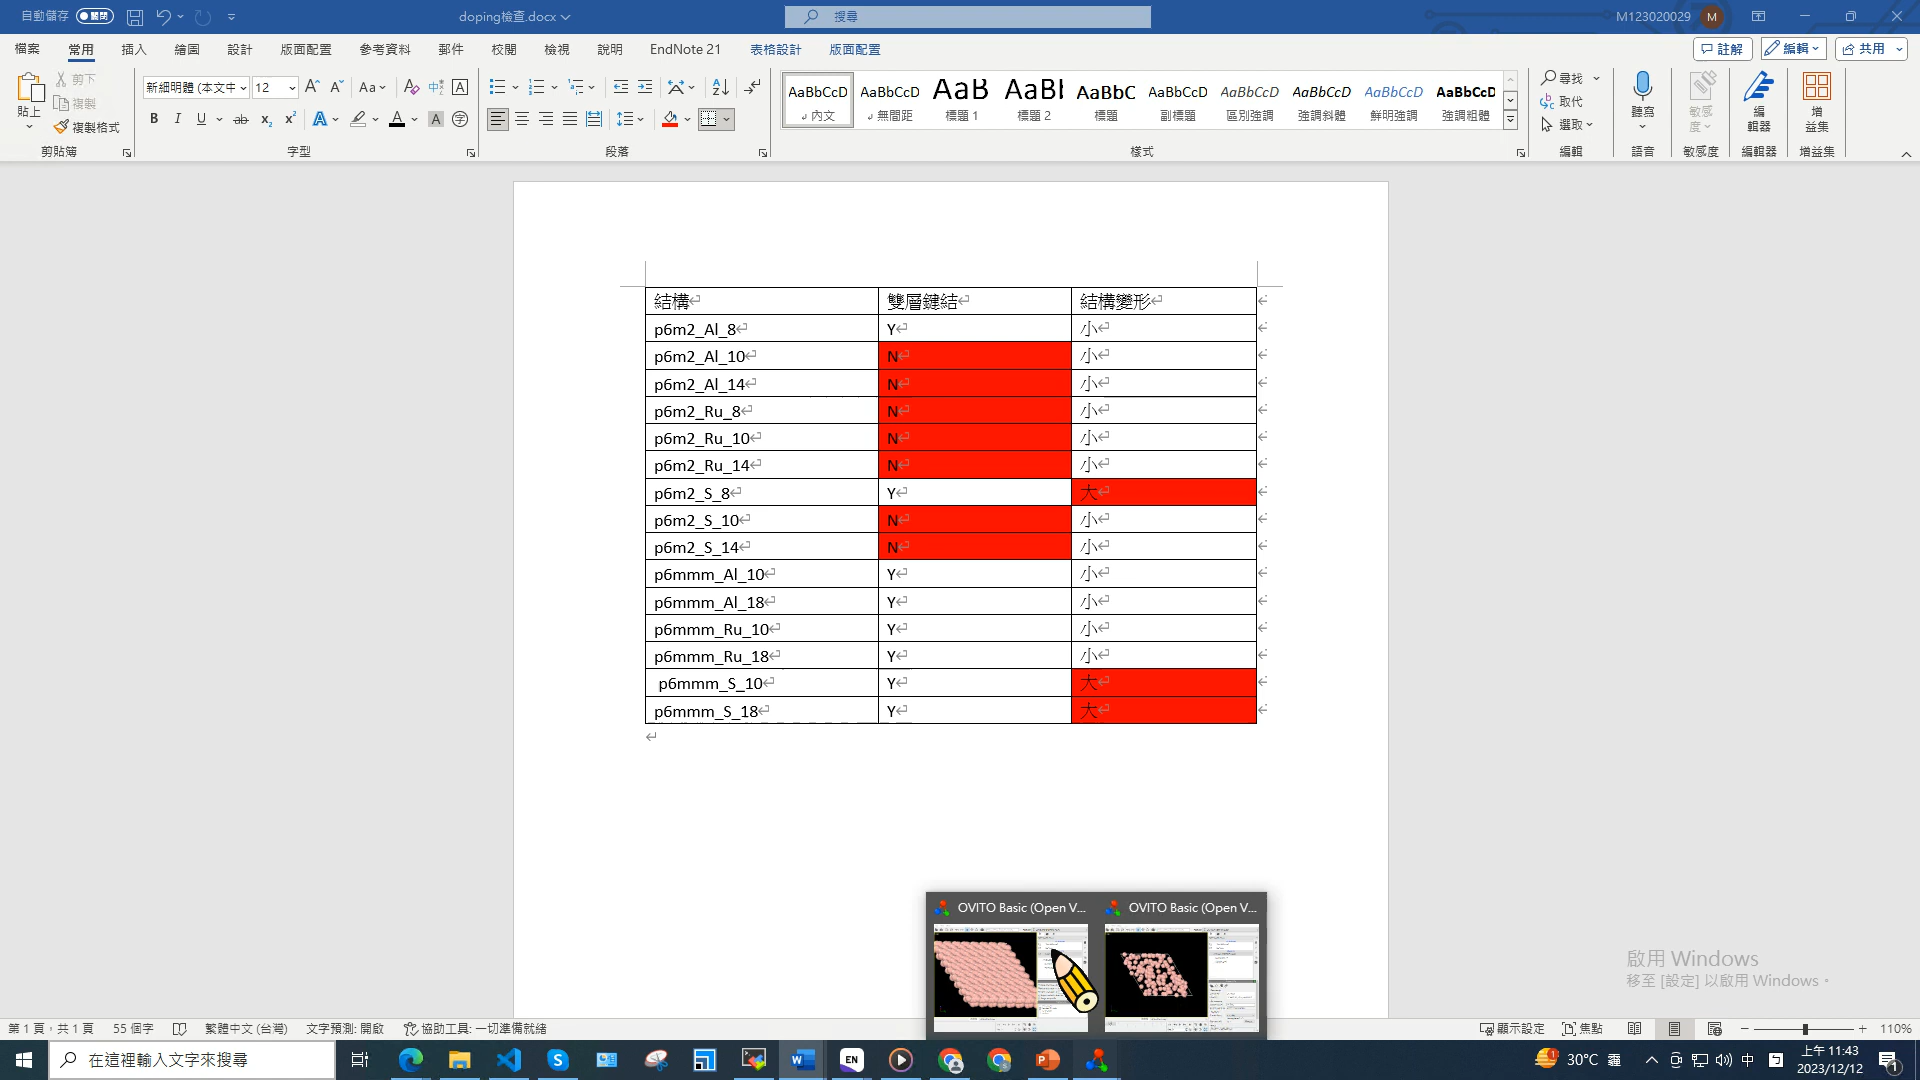 自動儲存 關閉 doping檢查.docx 搜尋 M123020029 M
檔案 常用 插入 繪圖 設計 版面配置 參考資料 郵件 校閱 檢視 說明 EndNote 21 表格設計 版面配置 註解 編輯 共用
貼上 剪下 複製 複製格式 剪貼簿
新細明體 (本文中 12 Aa 字型
B I U ab x₂ x² A A A 字
段落
AaBbCcD 內文 AaBbCcD 無間距 AaB 標題 1 AaBl 標題 2 AaBbC 標題 AaBbCcD 副標題 AaBbCcD 區別強調 AaBbCcD 強調斜體 AaBbCcD 鮮明強調 AaBbCcD 強調粗體
樣式
尋找 取代 選取 編輯
聽寫 語音 敏感度 敏感度 編輯器 編輯器 增益集 增益集
結構 雙層鍵結 結構變形
p6m2_Al_8 Y 小
p6m2_Al_10 N 小
p6m2_Al_14 N 小
p6m2_Ru_8 N 小
p6m2_Ru_10 N 小
p6m2_Ru_14 N 小
p6m2_S_8 Y 大
p6m2_S_10 N 小
p6m2_S_14 N 小
p6mmm_Al_10 Y 小
p6mmm_Al_18 Y 小
p6mmm_Ru_10 Y 小
p6mmm_Ru_18 Y 小
p6mmm_S_10 Y 大
p6mmm_S_18 Y 大
OVITO Basic (Open V... OVITO Basic (Open V...
啟用 Windows
移至 [設定] 以啟用 Windows。
第 1 頁，共 1 頁 55 個字 繁體中文 (台灣) 文字預測: 開啟 協助工具: 一切準備就緒 顯示設定 焦點 110%
在這裡輸入文字來搜尋 EN 30°C 霾 中 上午 11:43
2023/12/12